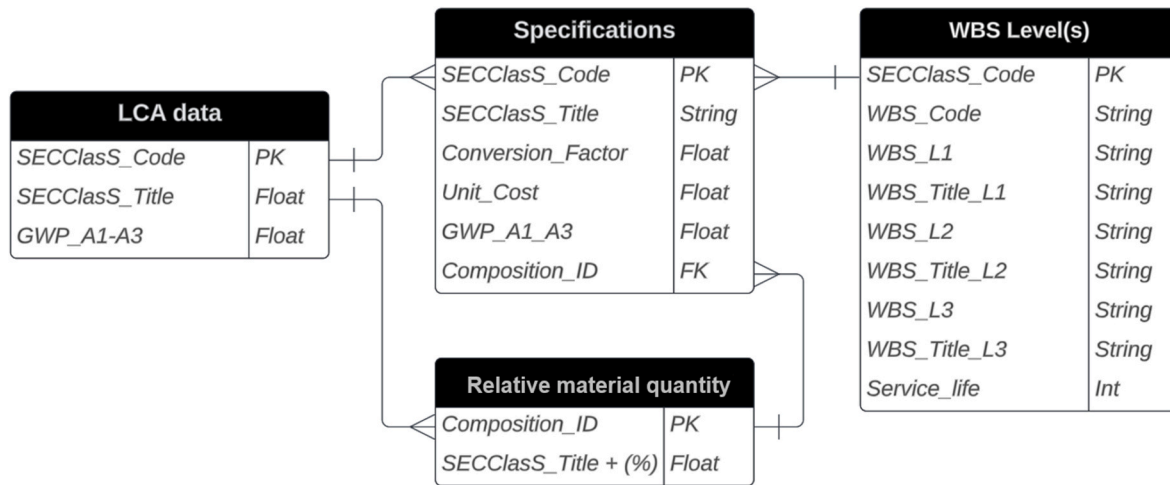 LCA data
SECClasS_Code PK
SECClasS_Title Float
GWP_A1-A3 Float
Specifications
SECClasS_Code PK
SECClasS_Title String
Conversion_Factor Float
Unit_Cost Float
GWP_A1_A3 Float
Composition_ID FK
Relative material quantity
Composition_ID PK
SECClasS_Title + (%) Float
WBS Level(s)
SECClasS_Code PK
WBS_Code String
WBS_L1 String
WBS_Title_L1 String
WBS_L2 String
WBS_Title_L2 String
WBS_L3 String
WBS_Title_L3 String
Service_life Int